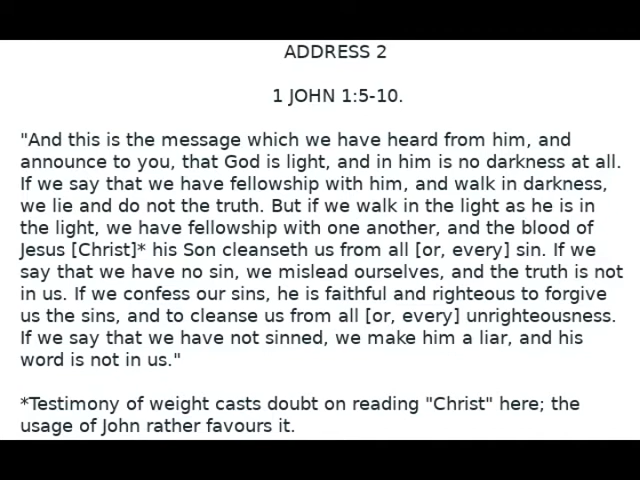 ADDRESS 2
1 JOHN 1:5-10.
"And this is the message which we have heard from him, and
announce to you, that God is light, and in him is no darkness at all.
If we say that we have fellowship with him, and walk in darkness,
we lie and do not the truth. But if we walk in the light as he is in
the light, we have fellowship with one another, and the blood of
Jesus [Christ]* his Son cleanseth us from all [or, every] sin. If we
say that we have no sin, we mislead ourselves, and the truth is not
in us. If we confess our sins, he is faithful and righteous to forgive
us the sins, and to cleanse us from all [or, every] unrighteousness.
If we say that we have not sinned, we make him a liar, and his
word is not in us."
*Testimony of weight casts doubt on reading "Christ" here; the
usage of John rather favours it.